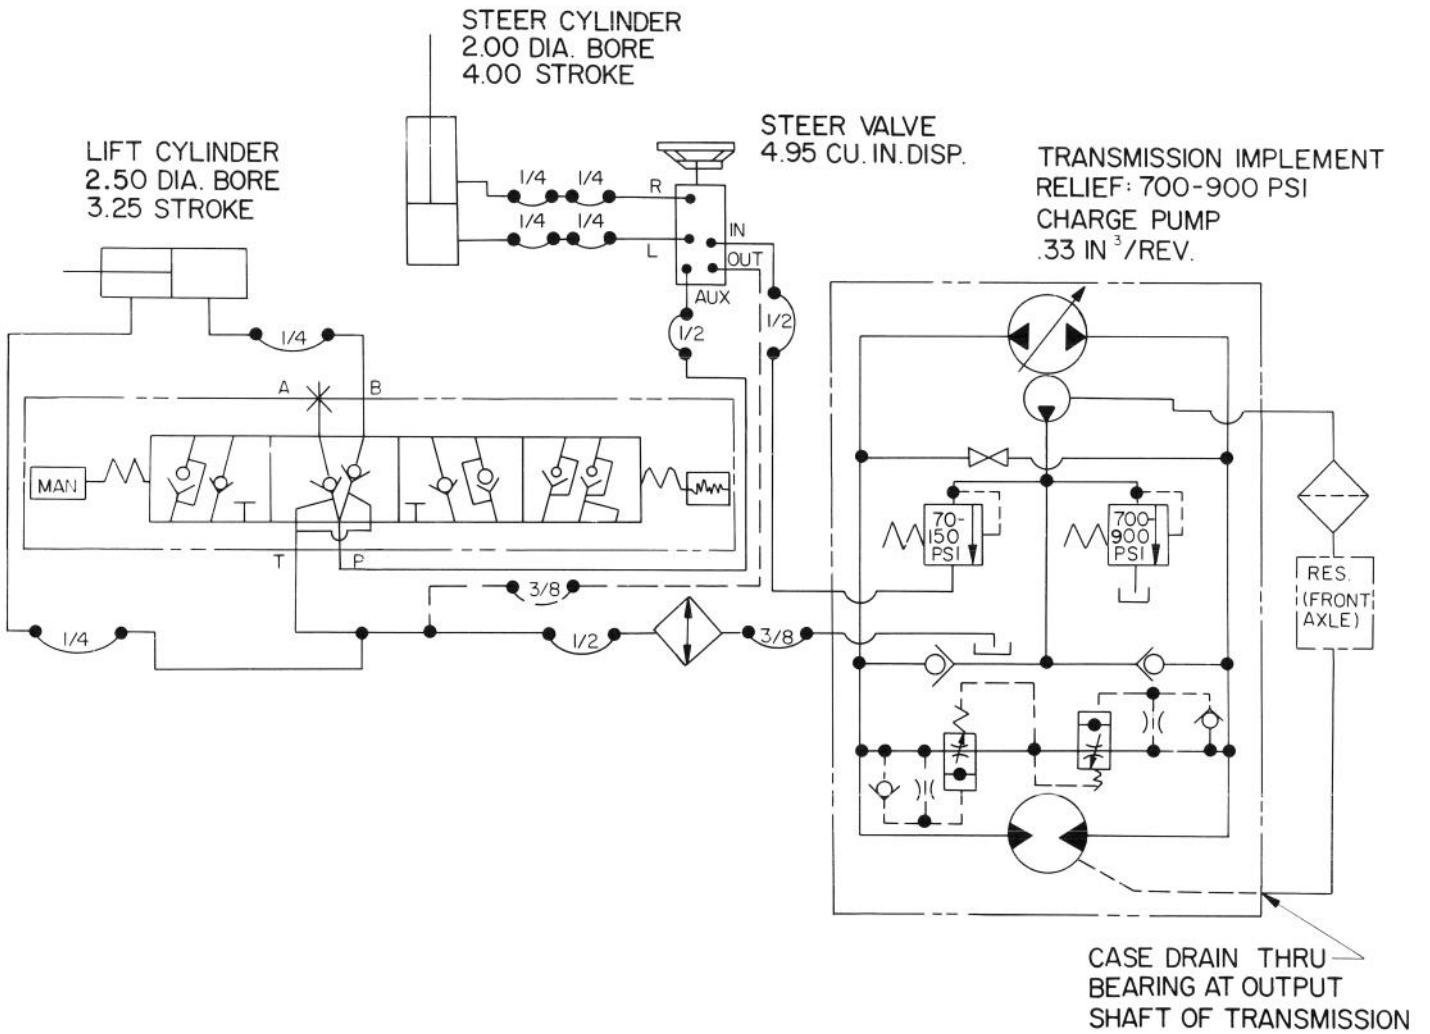 STEER CYLINDER
2.00 DIA. BORE
4.00 STROKE
LIFT CYLINDER
2.50 DIA. BORE
3.25 STROKE
STEER VALVE
4.95 CU. IN. DISP.
TRANSMISSION IMPLEMENT
RELIEF: 700-900 PSI
CHARGE PUMP
.33 IN³/REV.
1/4
1/4
R
1/4
1/4
L
IN
OUT
AUX
1/2
1/2
1/4
A
B
MAN
T
P
70-
150
PSI
700-
900
PSI
RES.
(FRONT
AXLE)
3/8
1/4
1/2
3/8
CASE DRAIN THRU
BEARING AT OUTPUT
SHAFT OF TRANSMISSION